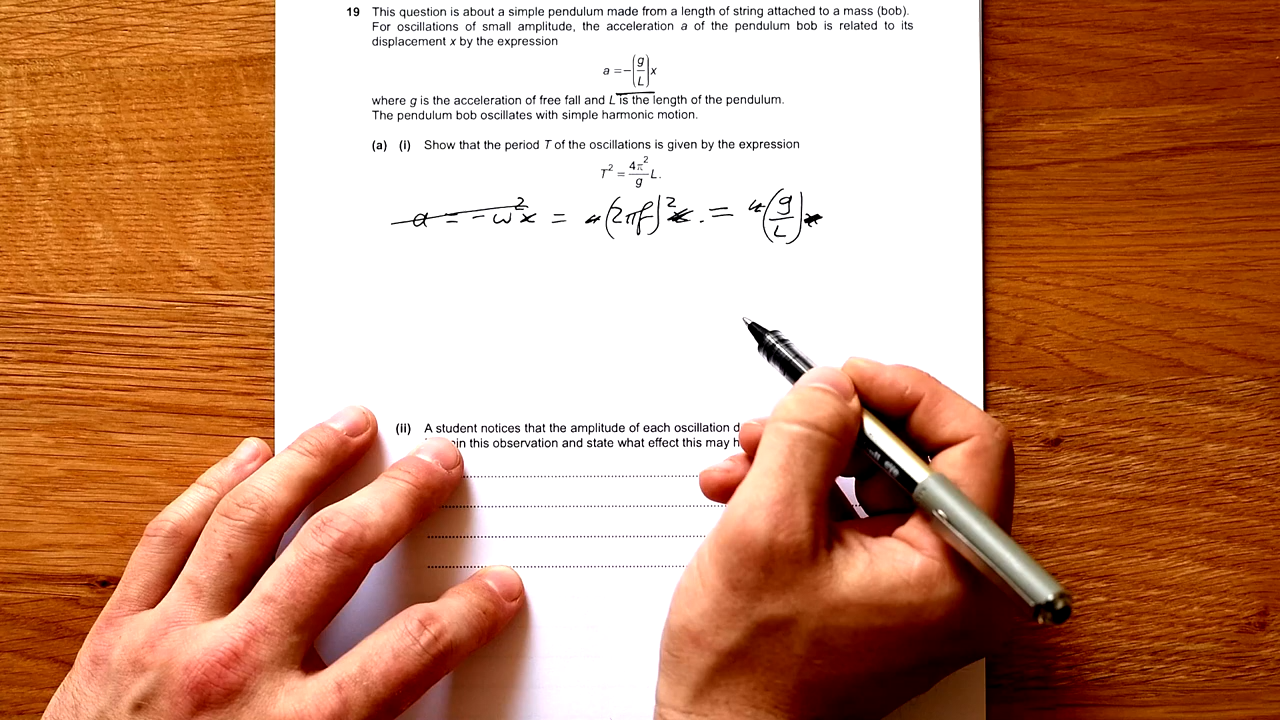 19 This question is about a simple pendulum made from a length of string attached to a mass (bob).
For oscillations of small amplitude, the acceleration a of the pendulum bob is related to its
displacement x by the expression
a = −(g/L)x
where g is the acceleration of free fall and L is the length of the pendulum.
The pendulum bob oscillates with simple harmonic motion.
(a) (i) Show that the period T of the oscillations is given by the expression
T² = 4π²/g L.
a = −ω²x = −(2πf)²x. = −(g/L)x
(ii) A student notices that the amplitude of each oscillation
in this observation and state what effect this may